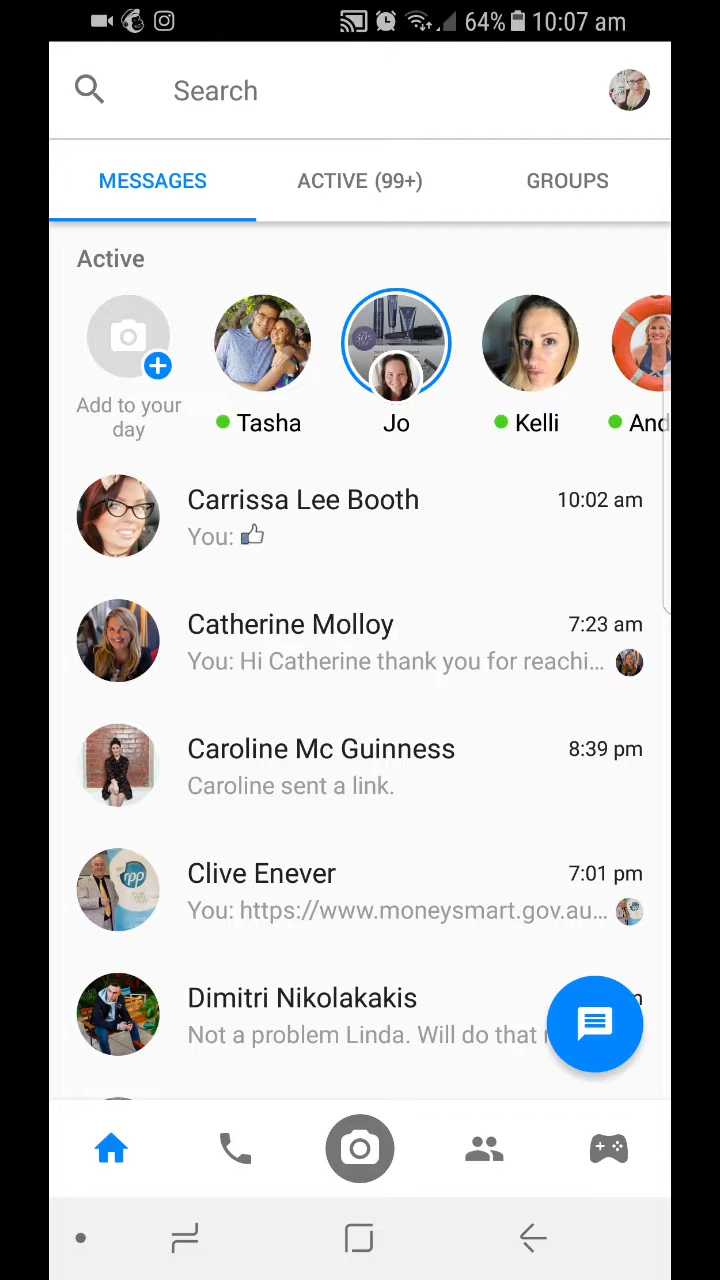 64% 10:07 am
Search
MESSAGES ACTIVE (99+) GROUPS
Active
Add to your
day
Tasha
Jo
Kelli
And
Carrissa Lee Booth 10:02 am
You:
Catherine Molloy 7:23 am
You: Hi Catherine thank you for reachi...
Caroline Mc Guinness 8:39 pm
Caroline sent a link.
Clive Enever 7:01 pm
You: https://www.moneysmart.gov.au...
Dimitri Nikolakakis
Not a problem Linda. Will do that